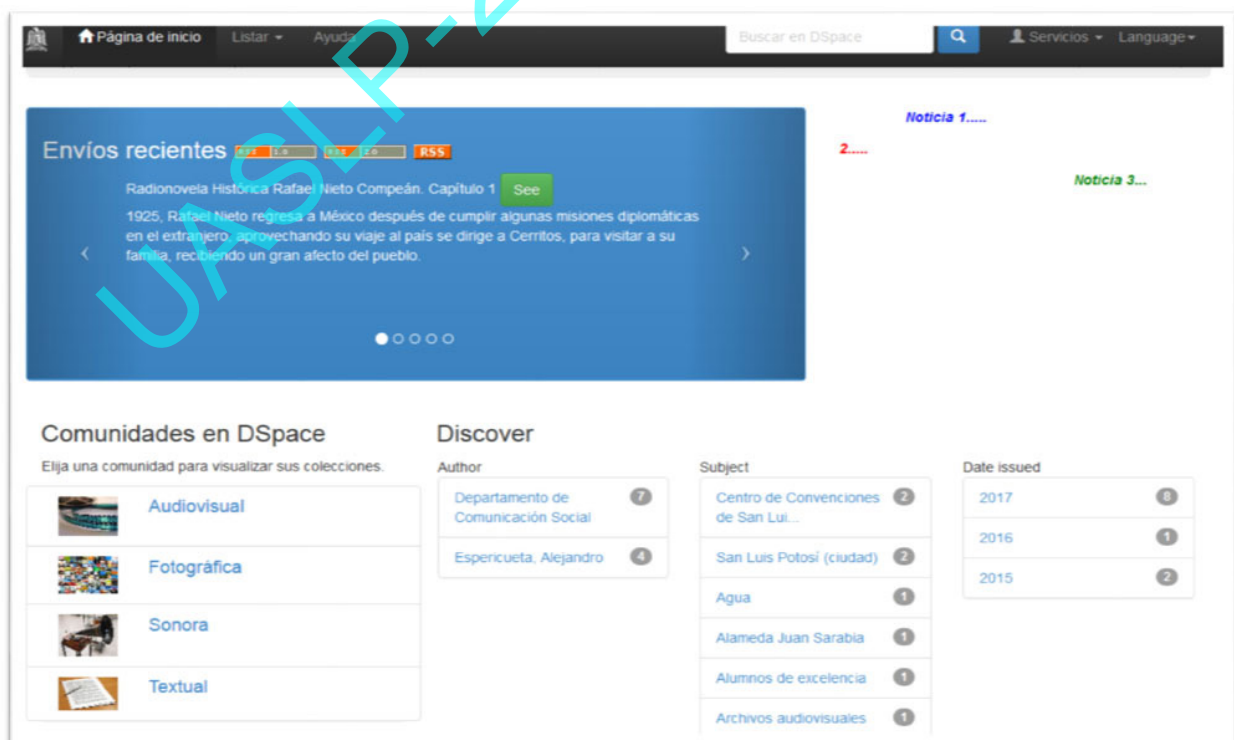 Página de inicio Listar Ayuda Buscar en DSpace Servicios Language
Noticia 1.....
2.....
Noticia 3...
Envíos recientes RSS
Radionovela Histórica Rafael Nieto Compeán. Capítulo 1 See
1925, Rafael Nieto regresa a México después de cumplir algunas misiones diplomáticas
en el extranjero, aprovechando su viaje al país se dirige a Cerritos, para visitar a su
familia, recibiendo un gran afecto del pueblo.
UASLP-2
Comunidades en DSpace
Elija una comunidad para visualizar sus colecciones.
Audiovisual
Fotográfica
Sonora
Textual
Discover
Author
Departamento de 7
Comunicación Social
Espericueta, Alejandro 4
Subject
Centro de Convenciones 2
de San Lui...
San Luis Potosí (ciudad) 2
Agua 1
Alameda Juan Sarabia 1
Alumnos de excelencia 1
Archivos audiovisuales 1
Date issued
2017 8
2016 1
2015 2